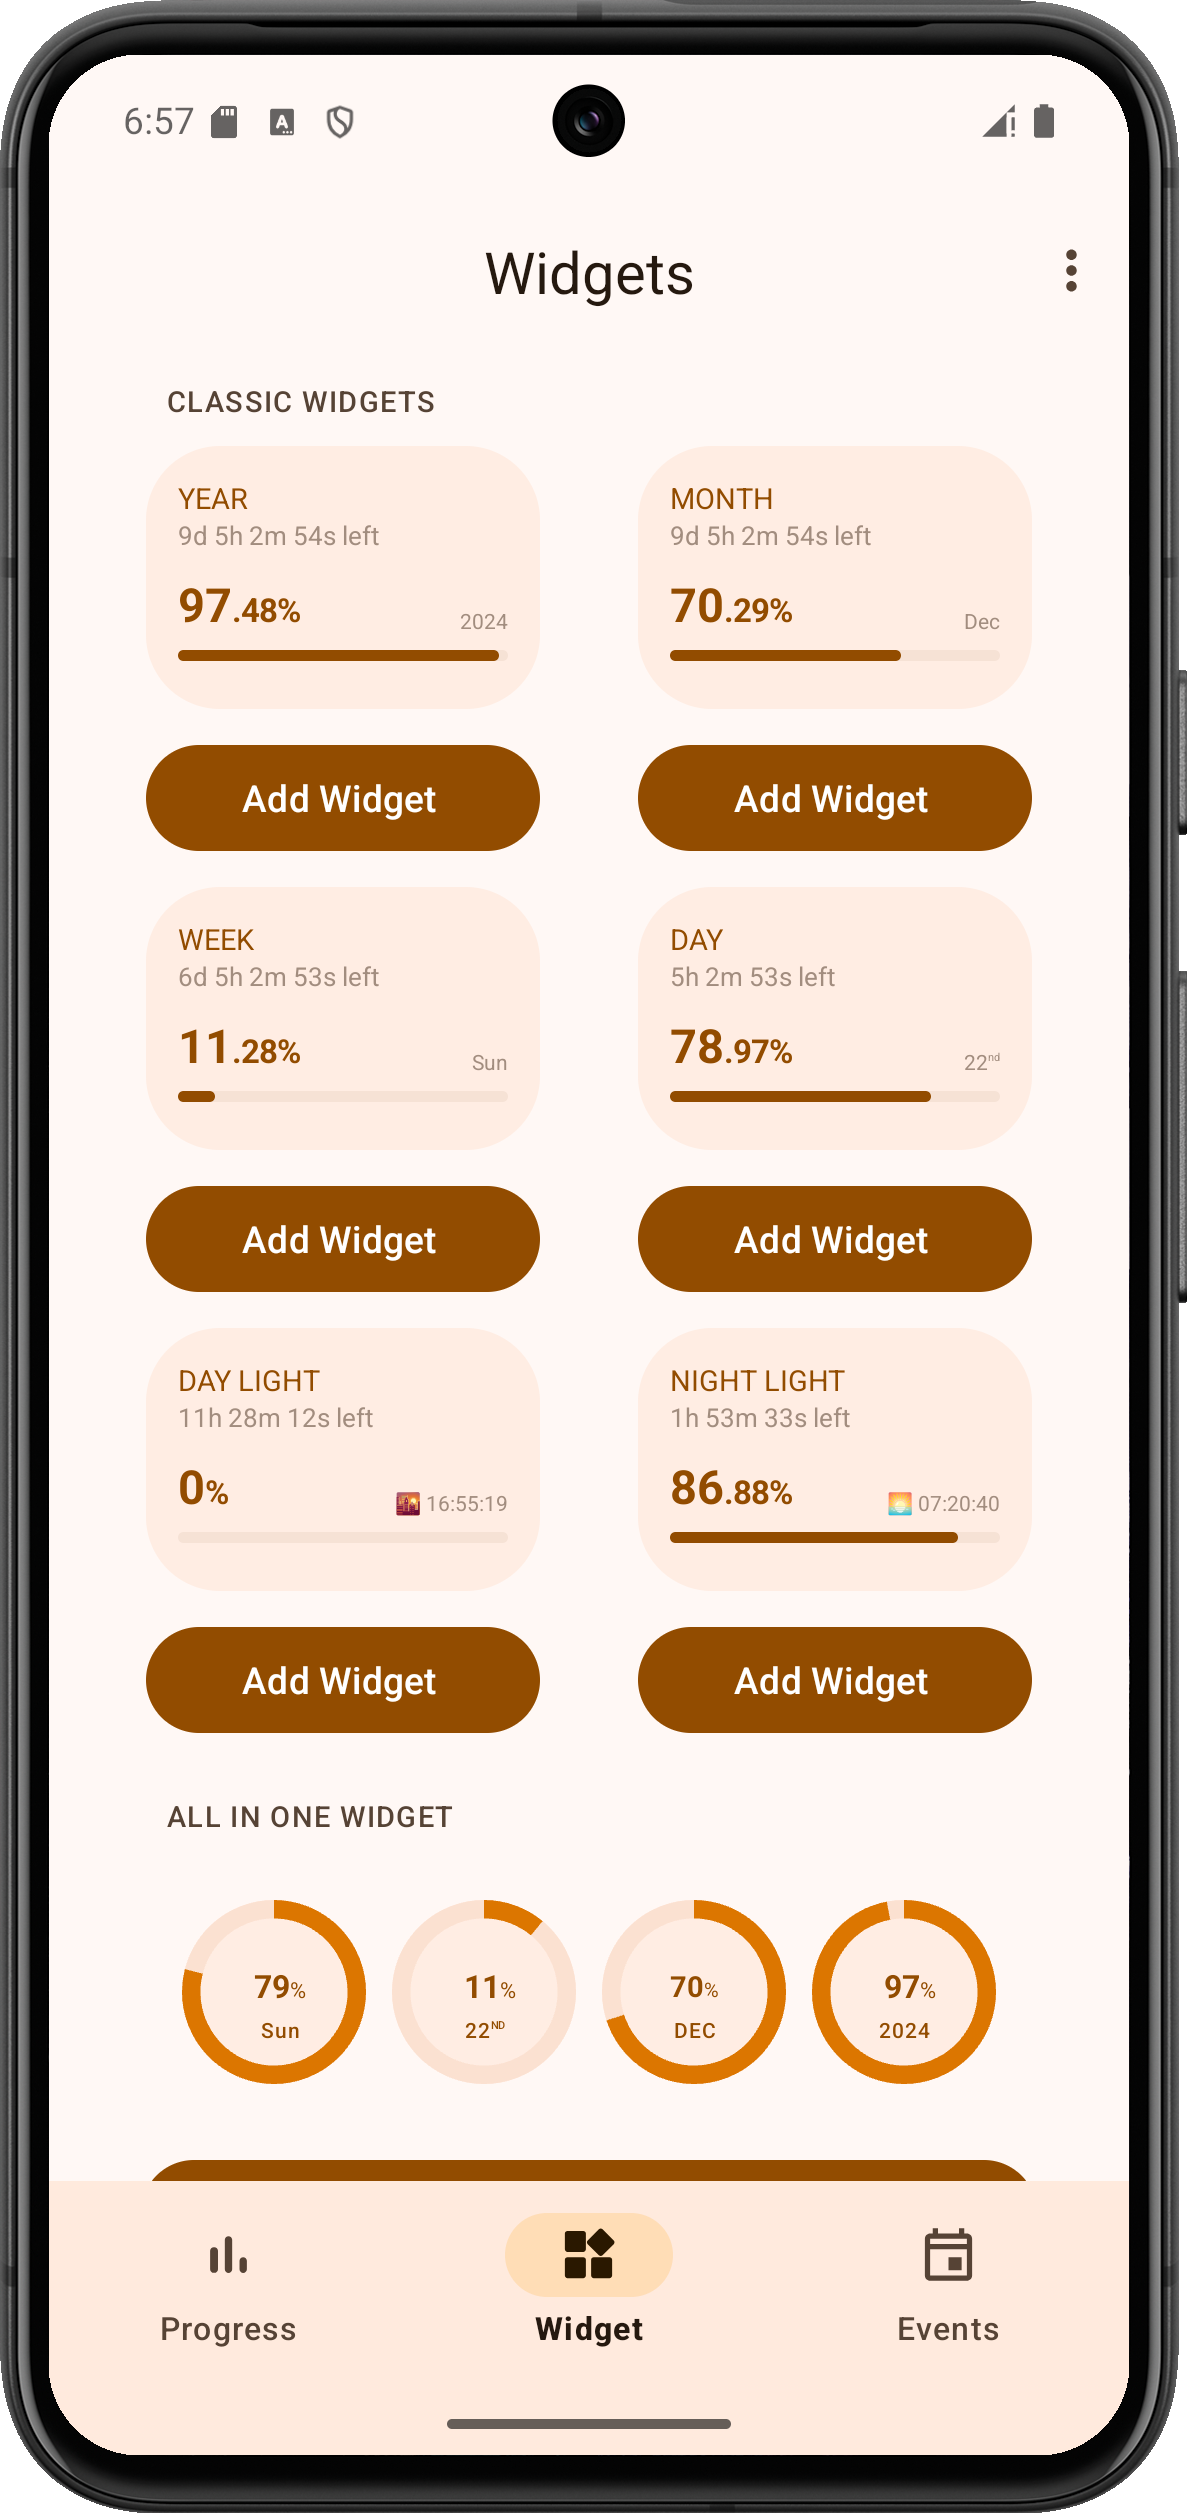 6:57
Widgets
CLASSIC WIDGETS
YEAR
9d 5h 2m 54s left
97.48%
2024
MONTH
9d 5h 2m 54s left
70.29%
Dec
Add Widget
Add Widget
WEEK
6d 5h 2m 53s left
11.28%
Sun
DAY
5h 2m 53s left
78.97%
22nd
Add Widget
Add Widget
DAY LIGHT
11h 28m 12s left
0%
🌇 16:55:19
NIGHT LIGHT
1h 53m 33s left
86.88%
🌅 07:20:40
Add Widget
Add Widget
ALL IN ONE WIDGET
79%
Sun
11%
22ND
70%
DEC
97%
2024
Progress
Widget
Events